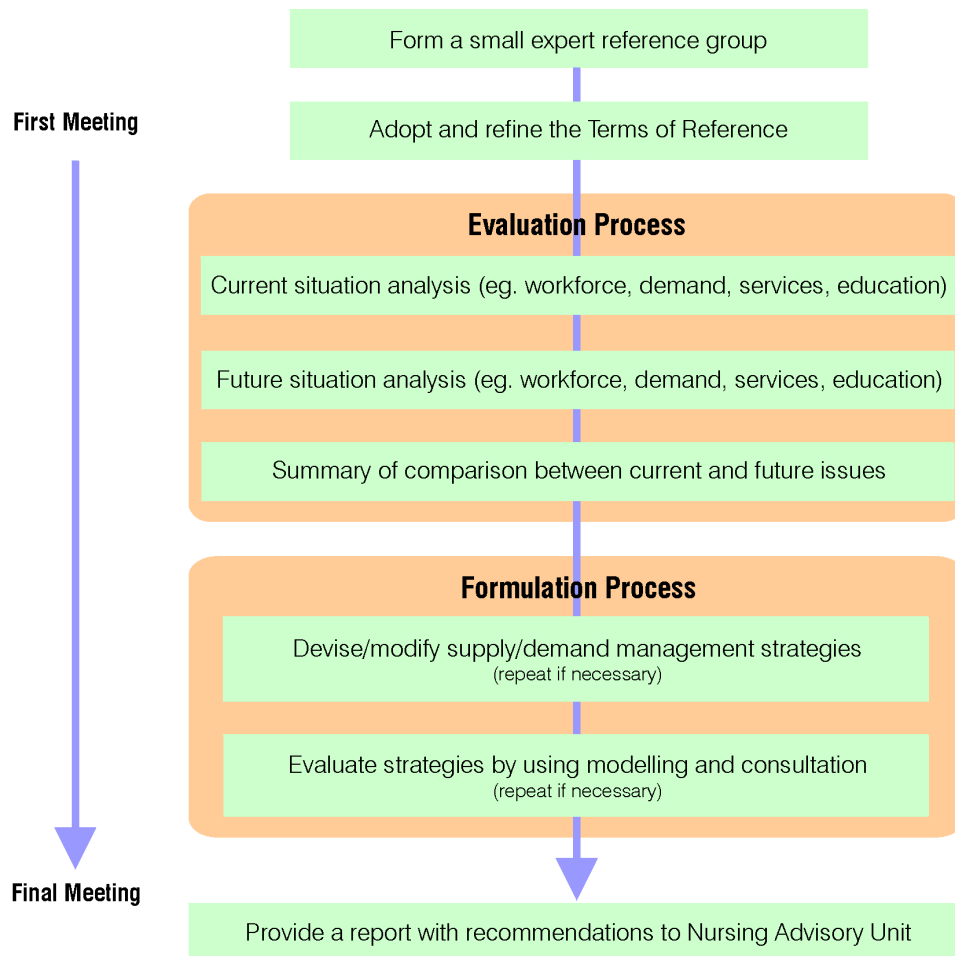 Form a small expert reference group
First Meeting
Adopt and refine the Terms of Reference
Evaluation Process
Current situation analysis (eg. workforce, demand, services, education)
Future situation analysis (eg. workforce, demand, services, education)
Summary of comparison between current and future issues
Formulation Process
Devise/modify supply/demand management strategies
(repeat if necessary)
Evaluate strategies by using modelling and consultation
(repeat if necessary)
Final Meeting
Provide a report with recommendations to Nursing Advisory Unit